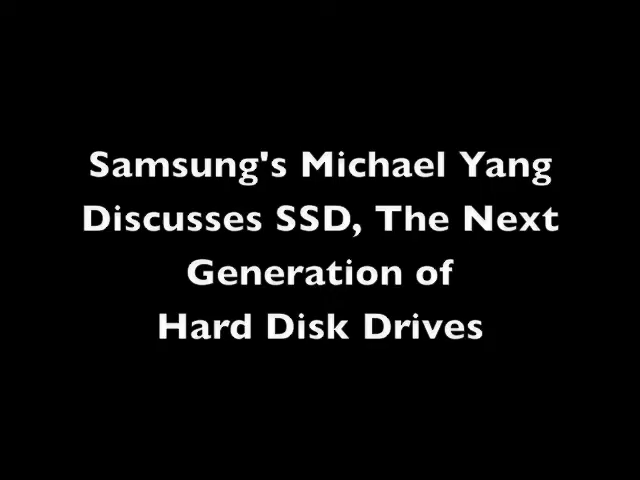 Samsung's Michael Yang
Discusses SSD, The Next
Generation of
Hard Disk Drives